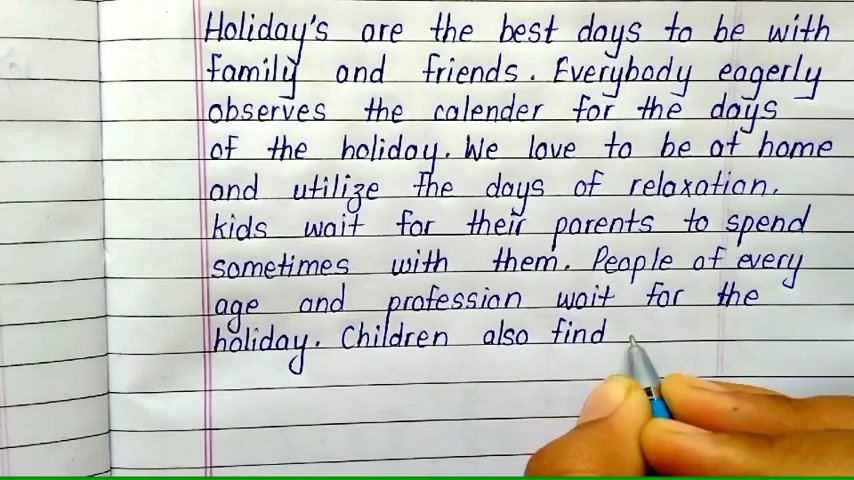 Holiday's are the best days to be with
family and friends. Everybody eagerly
observes the calender for the days
of the holiday. We love to be at home
and utilize the days of relaxation.
kids wait for their parents to spend
sometimes with them. People of every
age and profession wait for the
holiday. Children also find